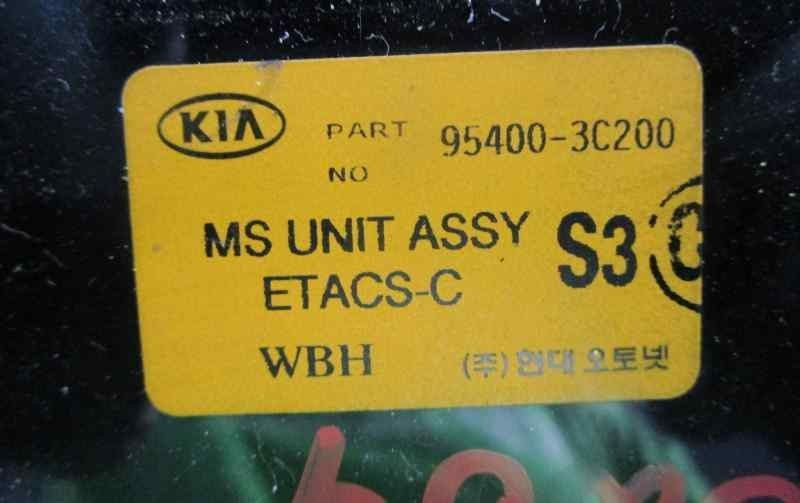 KIA PART NO 95400-3C200
MS UNIT ASSY S3
ETACS-C
WBH (주)현대 오토넷